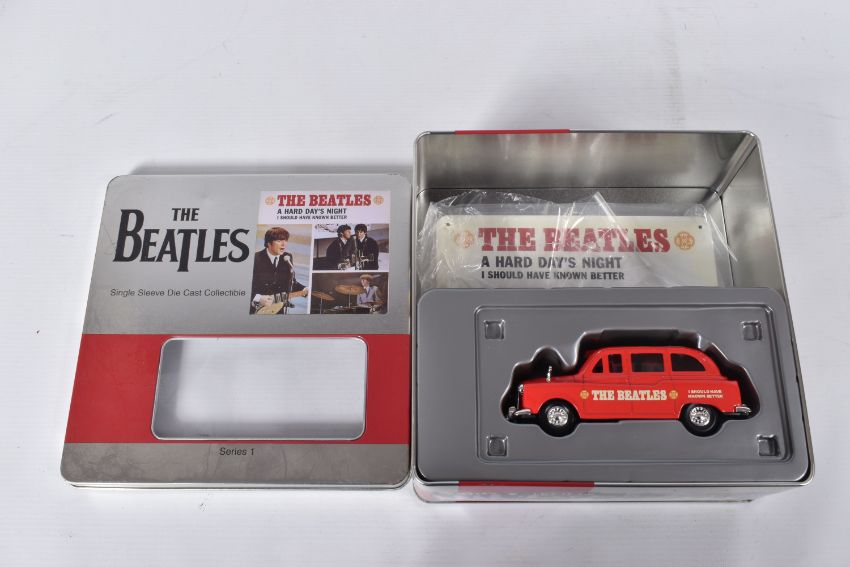 THE
BEATLES
Single Sleeve Die Cast Collectible
THE BEATLES
A HARD DAY'S NIGHT
I SHOULD HAVE KNOWN BETTER
Series 1
THE BEATLES
A HARD DAY'S NIGHT
I SHOULD HAVE KNOWN BETTER
THE BEATLES
I SHOULD HAVE
KNOWN BETTER